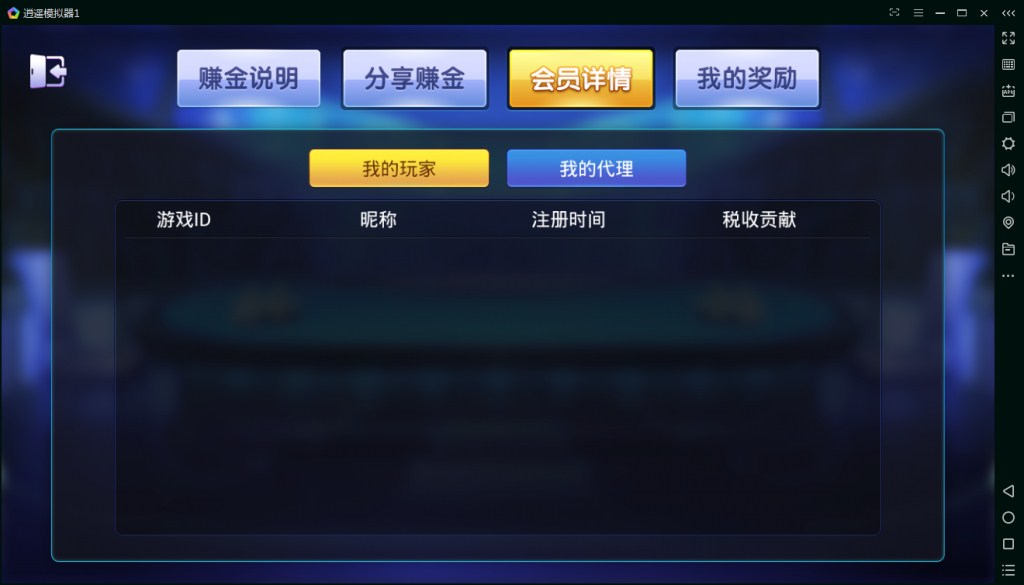 逍遥模拟器1
赚金说明 分享赚金 会员详情 我的奖励
我的玩家 我的代理
游戏ID 昵称 注册时间 税收贡献